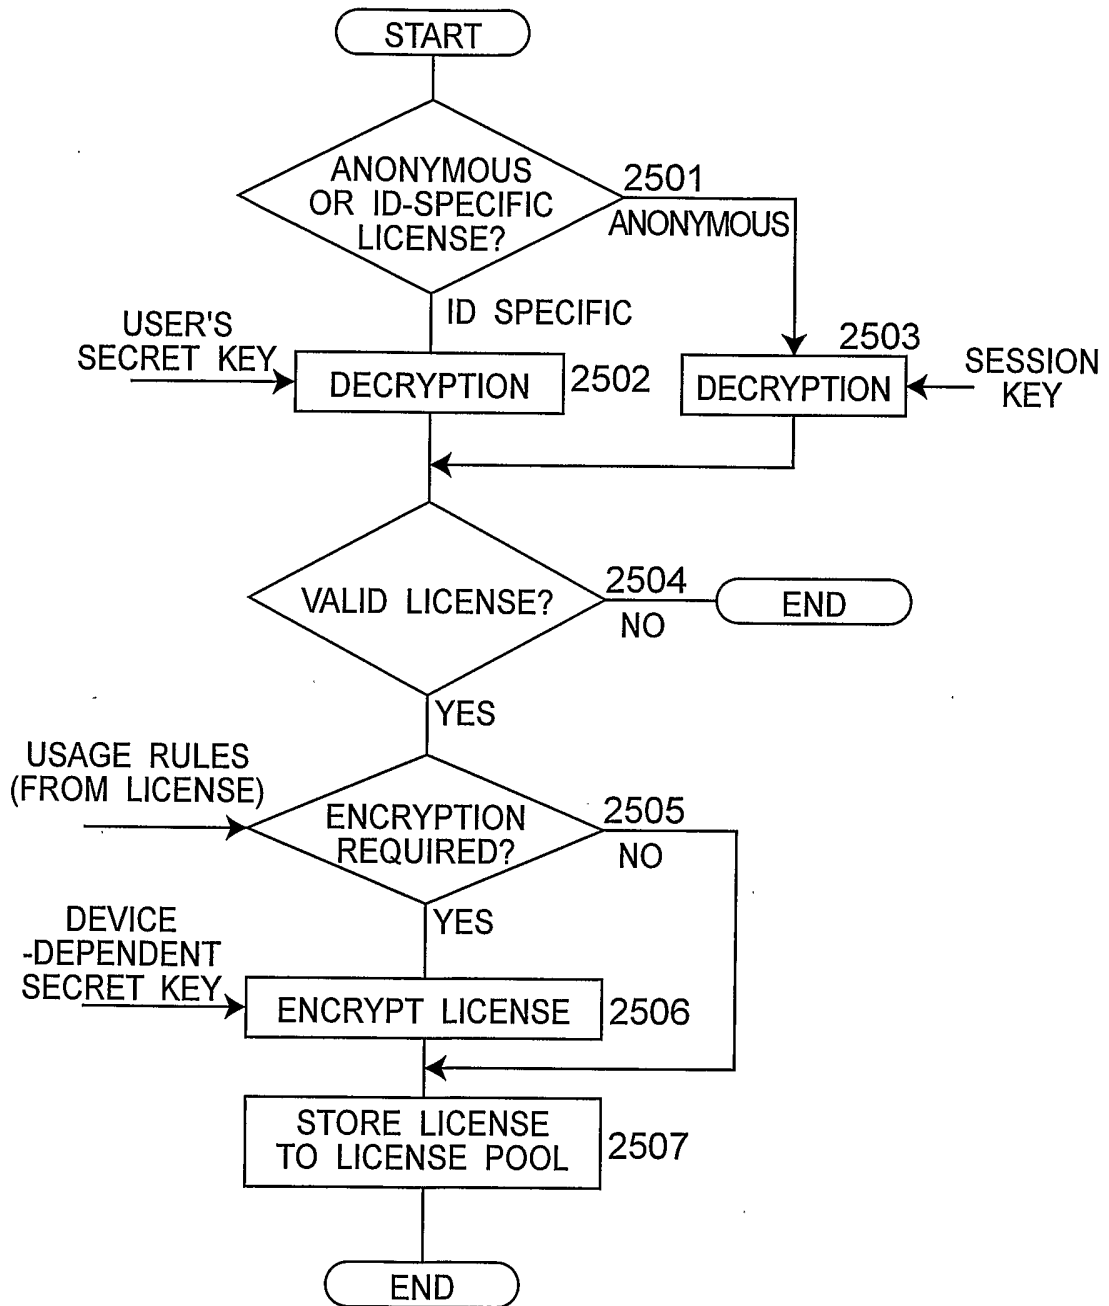 START
ANONYMOUS
OR ID-SPECIFIC
LICENSE?
2501
ANONYMOUS
ID SPECIFIC
USER'S
SECRET KEY
DECRYPTION
2502
2503
DECRYPTION
SESSION
KEY
VALID LICENSE?
2504
NO
END
YES
USAGE RULES
(FROM LICENSE)
ENCRYPTION
REQUIRED?
2505
NO
YES
DEVICE
-DEPENDENT
SECRET KEY
ENCRYPT LICENSE
2506
STORE LICENSE
TO LICENSE POOL
2507
END